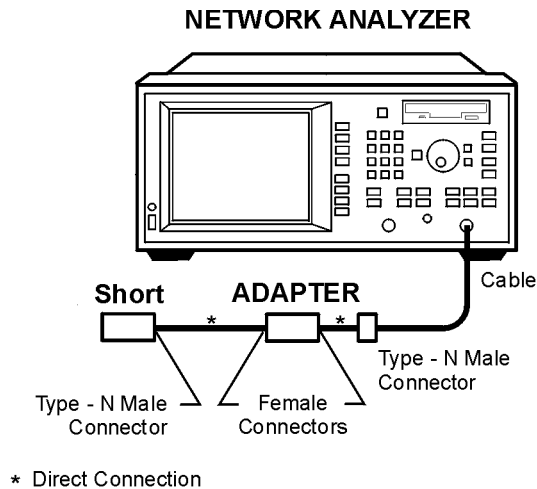 NETWORK ANALYZER
Cable
Short
ADAPTER
*
*
Type - N Male
Connector
Type - N Male
Connector
Female
Connectors
* Direct Connection